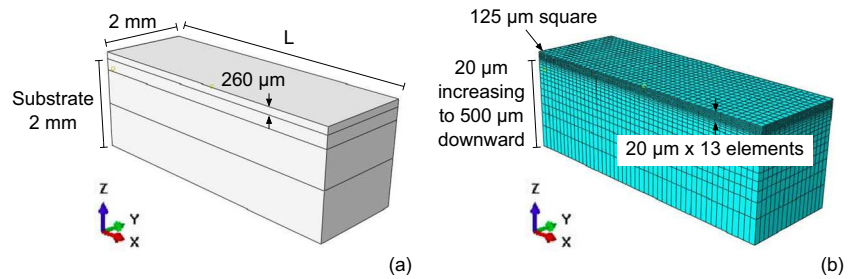 2 mm
L
260 µm
Substrate
2 mm
Z
Y
X
(a)
125 µm square
20 µm
increasing
to 500 µm
downward
20 µm x 13 elements
Z
Y
X
(b)